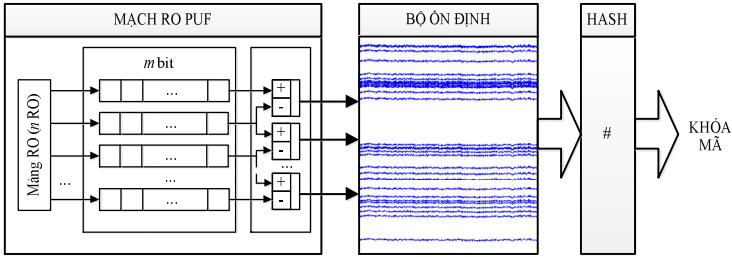 MẠCH RO PUF
BỘ ỔN ĐỊNH
HASH
m bit
Mảng RO (n RO)
...
...
...
...
...
...
+
-
+
-
+
-
#
KHÓA
MÃ